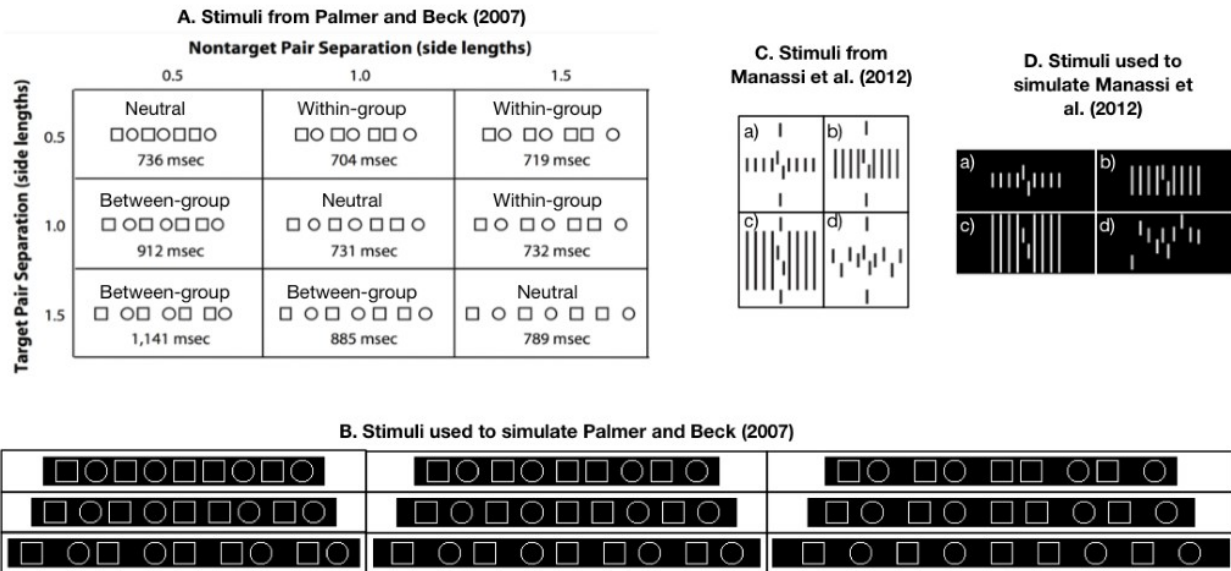 A. Stimuli from Palmer and Beck (2007)
Nontarget Pair Separation (side lengths)
0.5 1.0 1.5
Target Pair Separation (side lengths)
0.5
Neutral Within-group Within-group
736 msec 704 msec 719 msec
1.0
Between-group Neutral Within-group
912 msec 731 msec 732 msec
1.5
Between-group Between-group Neutral
1,141 msec 885 msec 789 msec
C. Stimuli from
Manassi et al. (2012)
a) b)
c) d)
D. Stimuli used to
simulate Manassi et
al. (2012)
a) b)
c) d)
B. Stimuli used to simulate Palmer and Beck (2007)